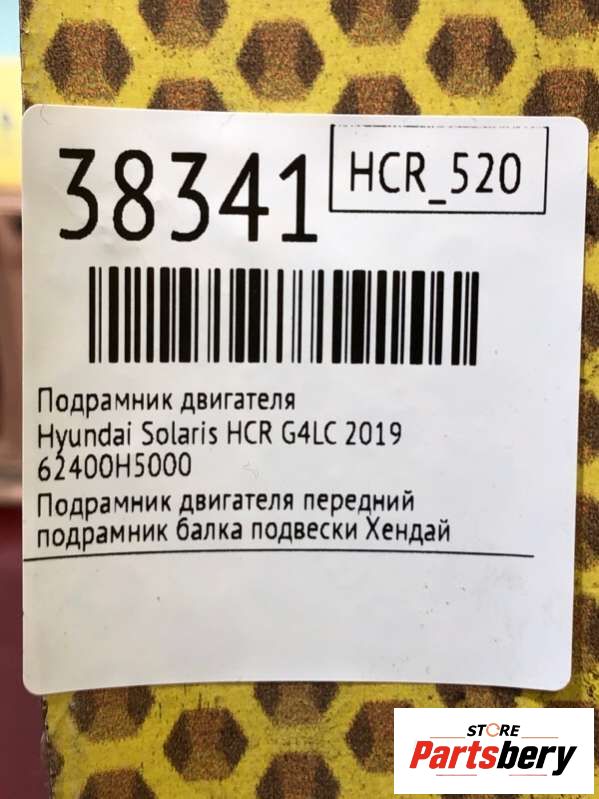 38341
HCR_520
Подрамник двигателя
Hyundai Solaris HCR G4LC 2019
62400H5000
Подрамник двигателя передний
подрамник балка подвески Хендай
STORE
Partsbery